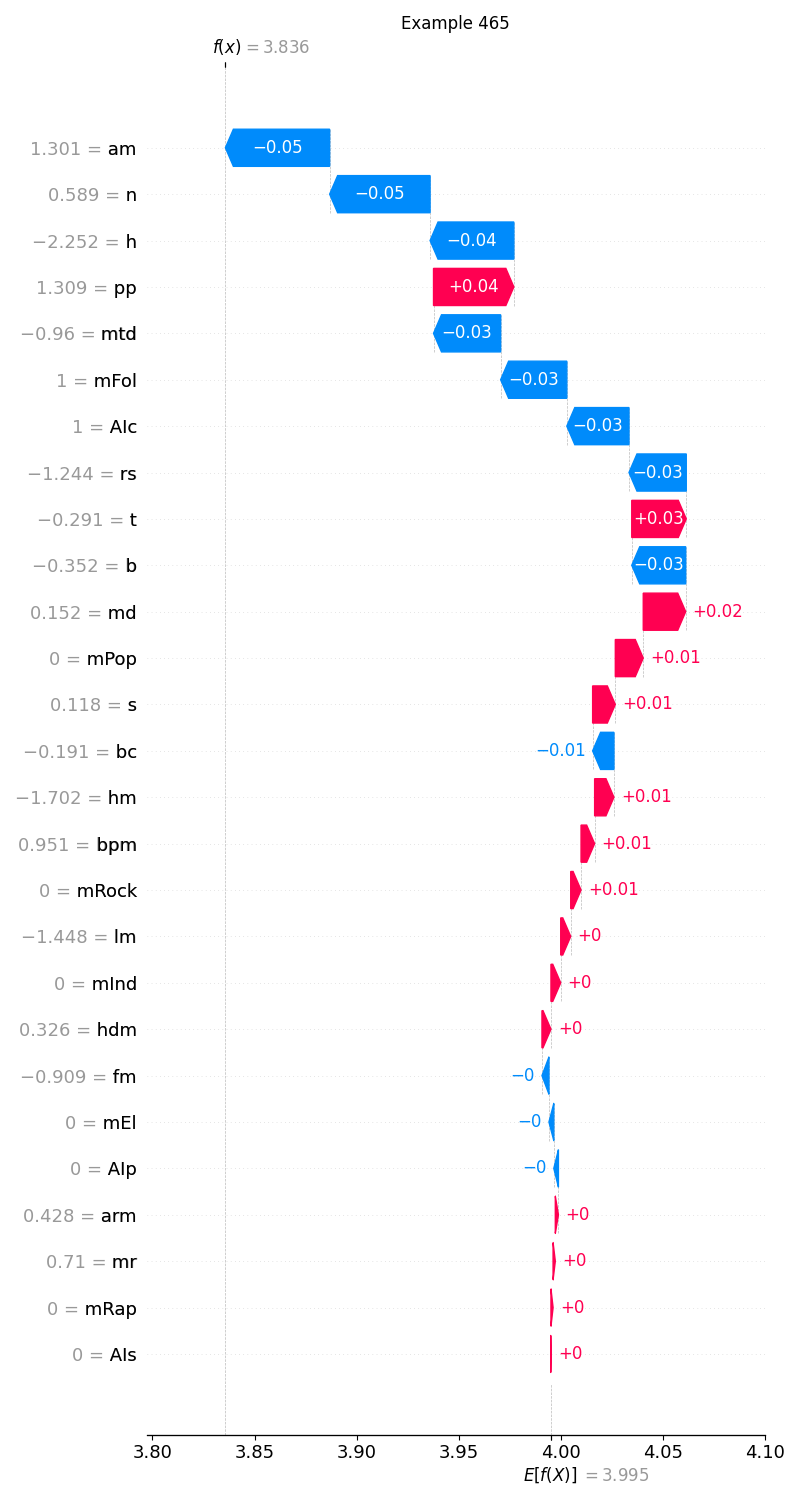 Example 465
f(x) = 3.836
1.301 = am −0.05
0.589 = n −0.05
−2.252 = h −0.04
1.309 = pp +0.04
−0.96 = mtd −0.03
1 = mFol −0.03
1 = AIc −0.03
−1.244 = rs −0.03
−0.291 = t +0.03
−0.352 = b −0.03
0.152 = md +0.02
0 = mPop +0.01
0.118 = s +0.01
−0.191 = bc −0.01
−1.702 = hm +0.01
0.951 = bpm +0.01
0 = mRock +0.01
−1.448 = lm +0
0 = mInd +0
0.326 = hdm +0
−0.909 = fm −0
0 = mEl −0
0 = AIp −0
0.428 = arm +0
0.71 = mr +0
0 = mRap +0
0 = AIs +0
3.80 3.85 3.90 3.95 4.00 4.05 4.10
E[f(X)] = 3.995